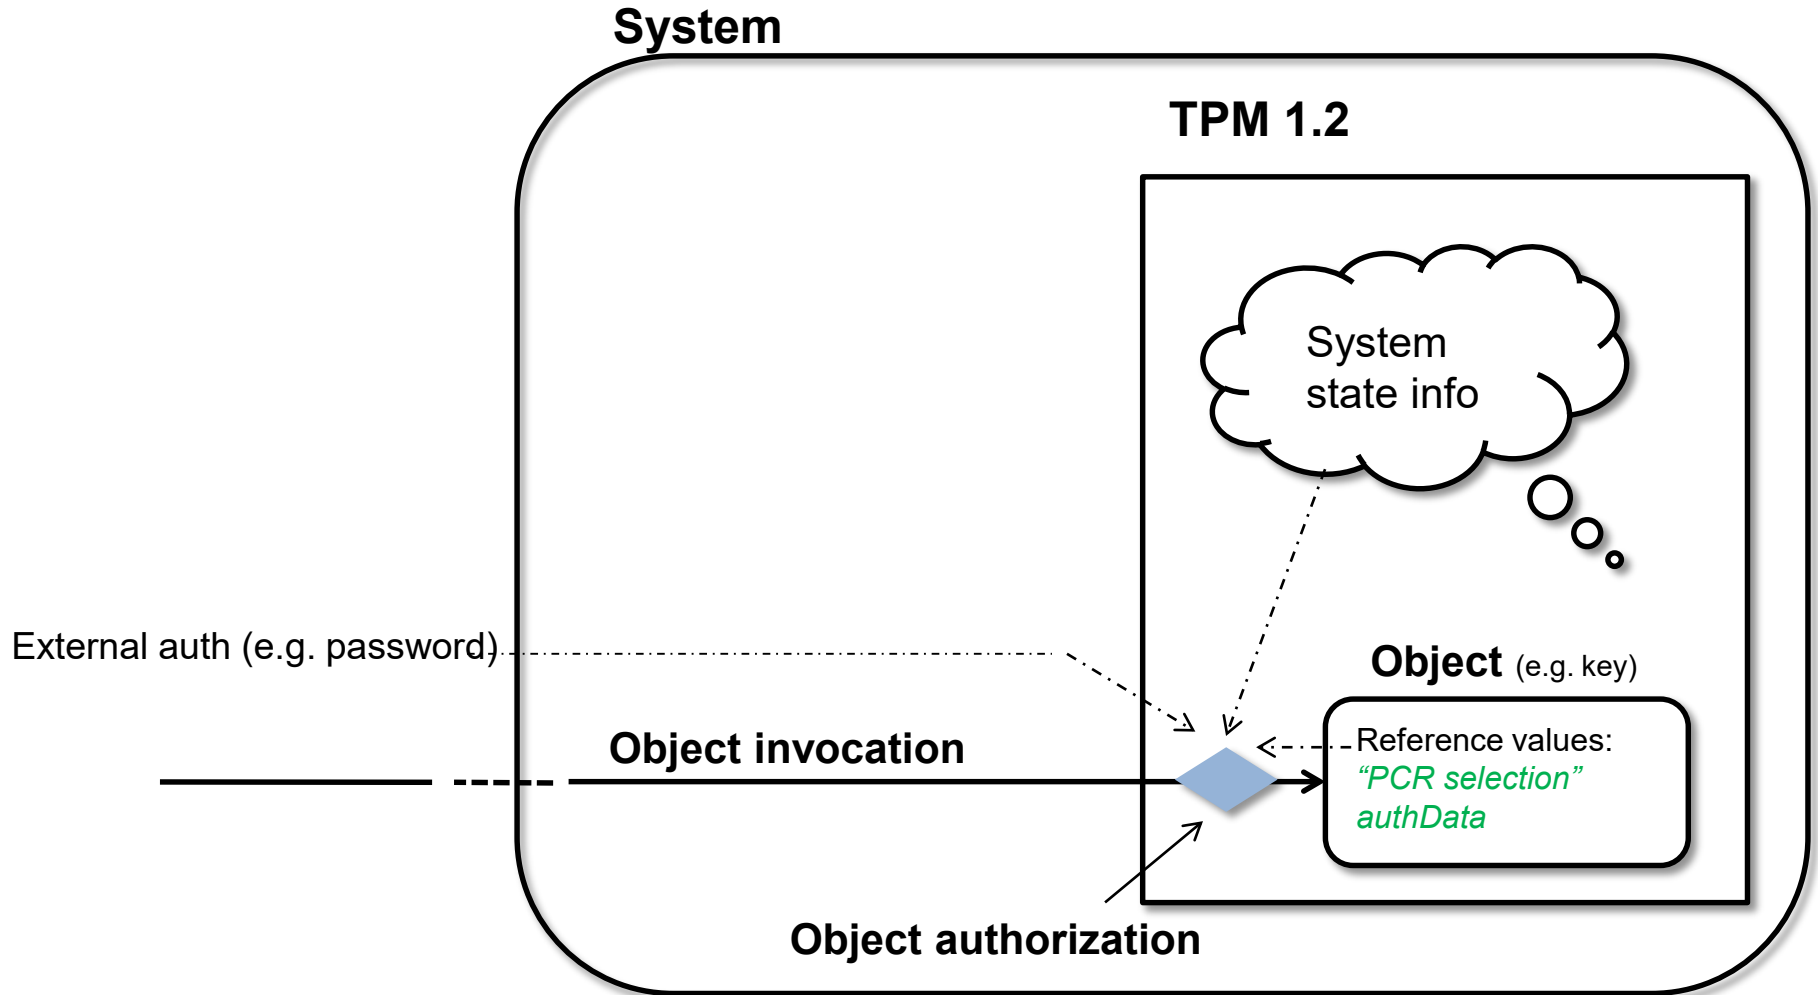 System
TPM 1.2
System
state info
External auth (e.g. password)
Object (e.g. key)
Object invocation
Reference values:
“PCR selection”
authData
Object authorization